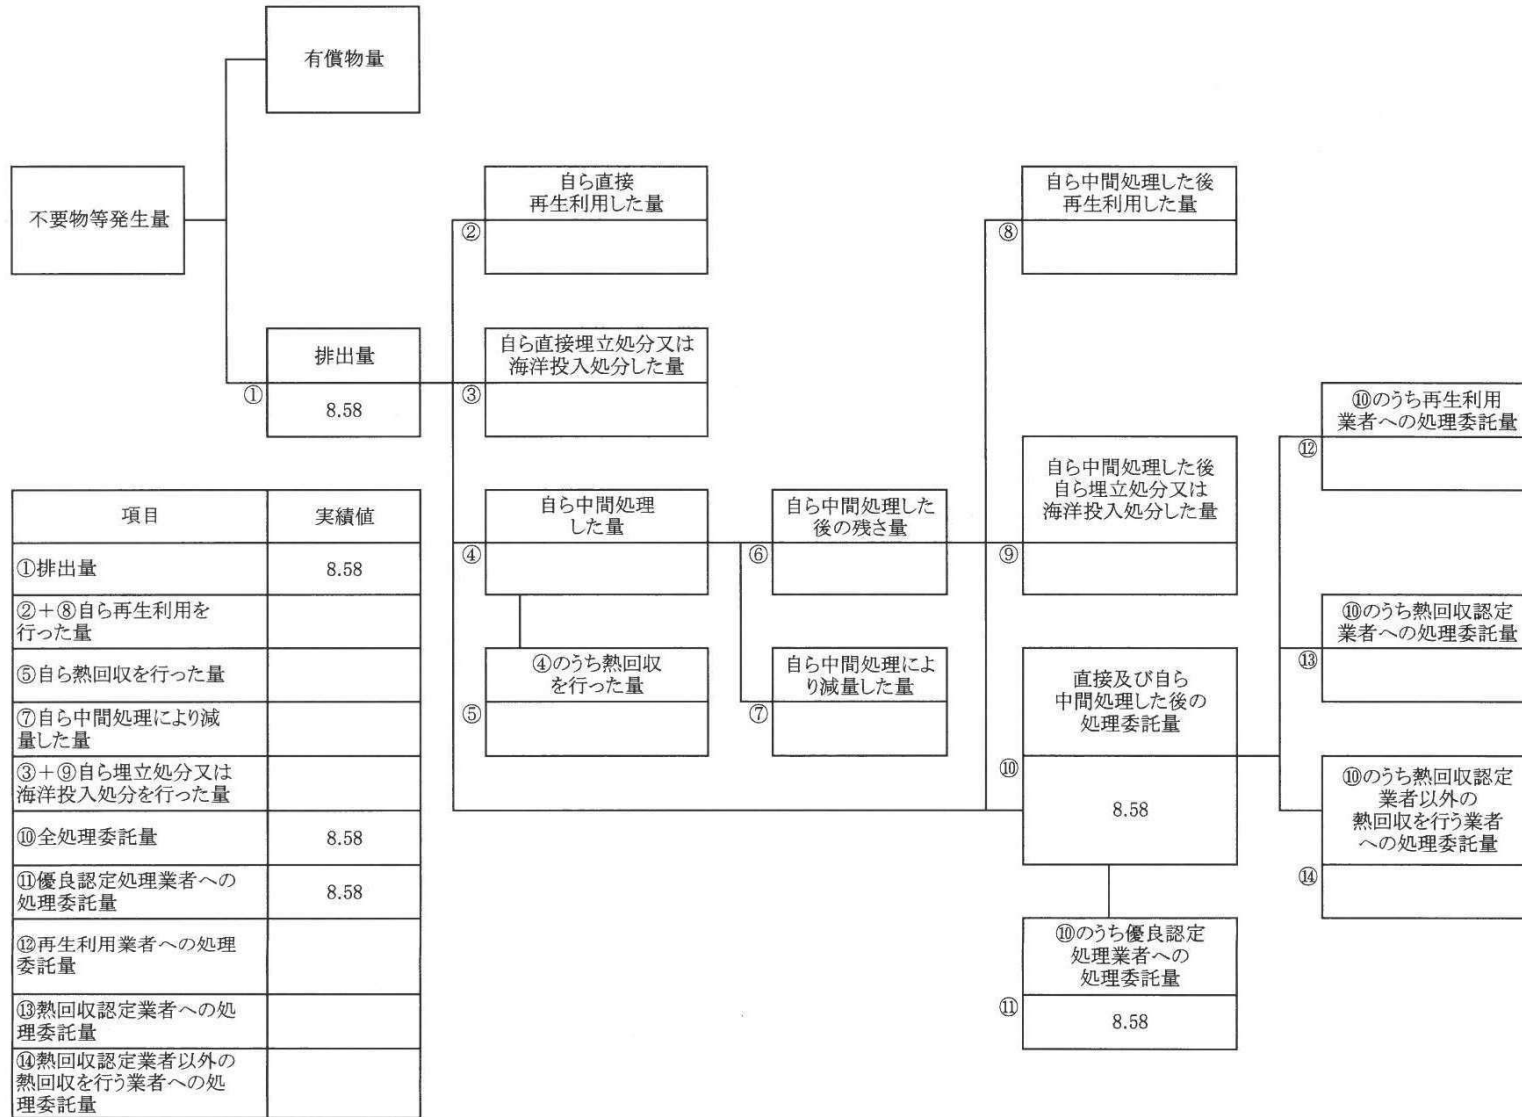 有償物量
不要物等発生量
自ら直接
再生利用した量
②
自ら中間処理した後
再生利用した量
⑧
排出量
①
8.58
自ら直接埋立処分又は
海洋投入処分した量
③
⑩のうち再生利用
業者への処理委託量
⑫
自ら中間処理
した量
④
自ら中間処理した
後の残さ量
⑥
自ら中間処理した後
自ら埋立処分又は
海洋投入処分した量
⑨
④のうち熱回収
を行った量
⑤
自ら中間処理によ
り減量した量
⑦
直接及び自ら
中間処理した後の
処理委託量
⑩
8.58
⑩のうち熱回収認定
業者への処理委託量
⑬
⑩のうち熱回収認定
業者以外の
熱回収を行う業者
への処理委託量
⑭
⑩のうち優良認定
処理業者への
処理委託量
⑪
8.58
項目 実績値
①排出量 8.58
②+⑧自ら再生利用を
行った量
⑤自ら熱回収を行った量
⑦自ら中間処理により減
量した量
③+⑨自ら埋立処分又は
海洋投入処分を行った量
⑩全処理委託量 8.58
⑪優良認定処理業者への
処理委託量 8.58
⑫再生利用業者への処理
委託量
⑬熱回収認定業者への処
理委託量
⑭熱回収認定業者以外の
熱回収を行う業者への処
理委託量